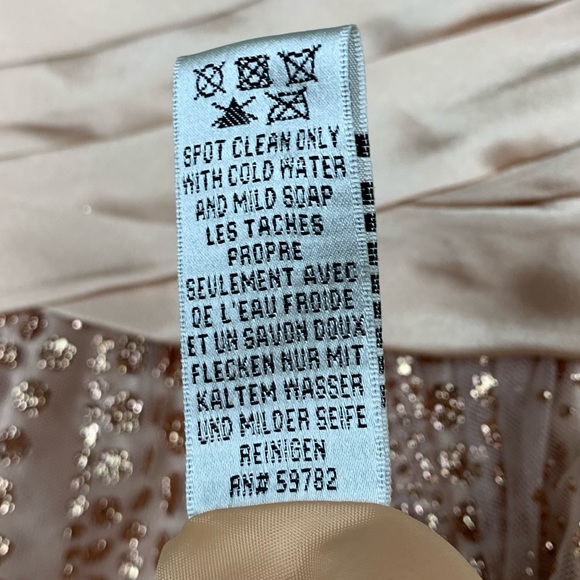 SPOT CLEAN ONLY
WITH COLD WATER
AND MILD SOAP
LES TACHES
PROPRE
SEULEMENT AVEC
DE L'EAU FROIDE
ET UN SAVON DOUX
FLECKEN NUR MIT
KALTEM WASSER
UND MILDER SEIFE
REINIGEN
RN# 59782